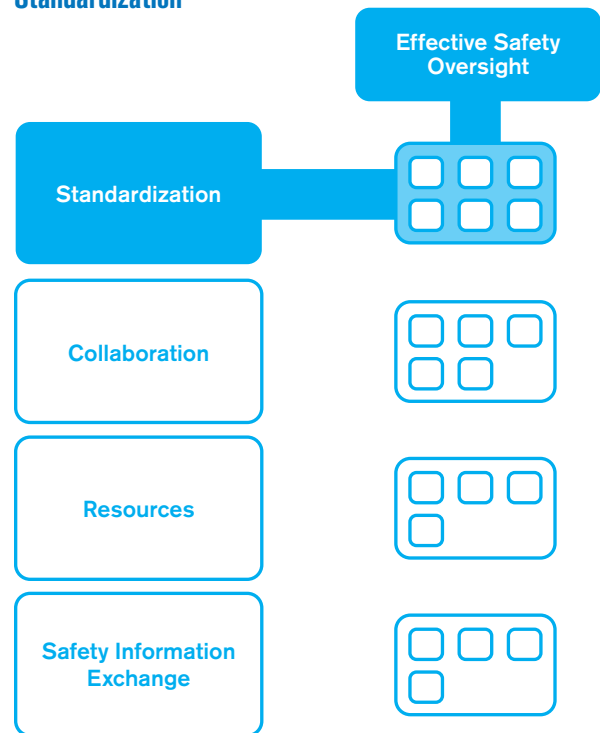 Standardization
Effective Safety
Oversight
Standardization
Collaboration
Resources
Safety Information
Exchange